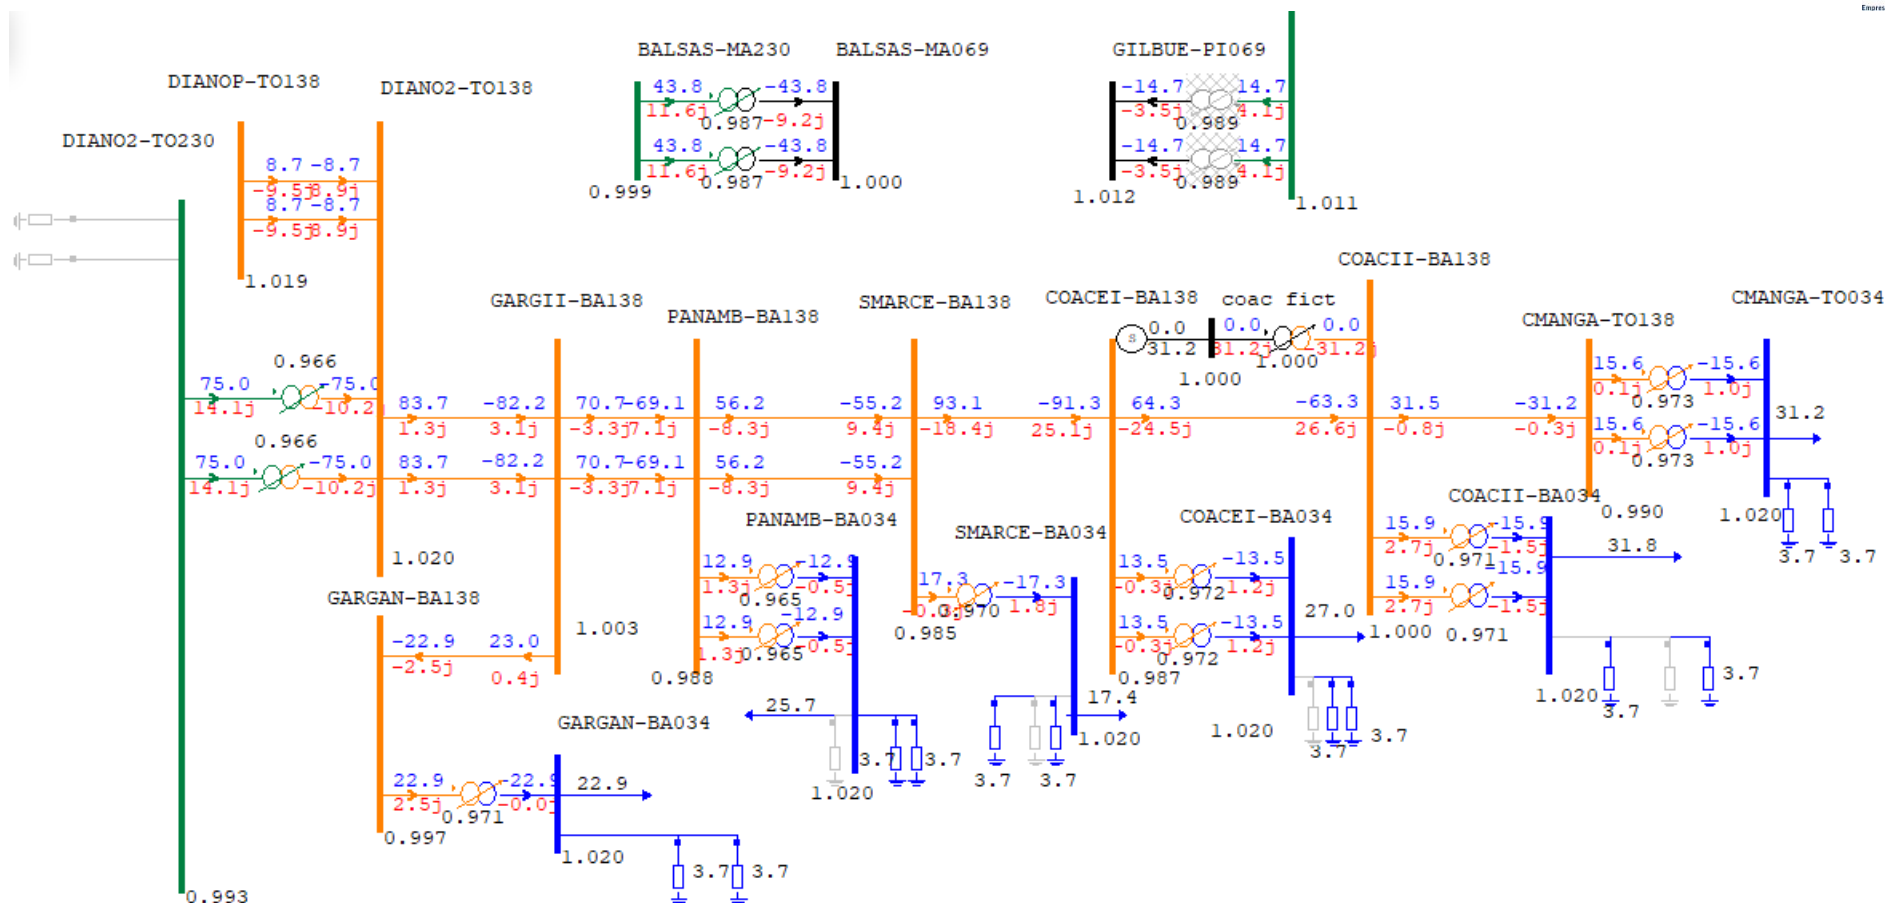 Empres
BALSAS-MA230 BALSAS-MA069 GILBUE-PI069
DIANOP-TO138 DIANO2-TO138
43.8 -43.8 -14.7 14.7
11.6j 0.987 -9.2j -3.5j 0.989 4.1j
DIANO2-TO230
43.8 -43.8 -14.7 14.7
8.7 -8.7
11.6j 0.987 -9.2j -3.5j 0.989 4.1j
-9.5j 8.9j
0.999 1.000 1.012 1.011
8.7 -8.7
-9.5j 8.9j
COACII-BA138
1.019
GARGII-BA138 PANAMB-BA138 SMARCE-BA138 COACEI-BA138 coac fict CMANGA-TO138 CMANGA-TO034
S 0.0 0.0 0.0
31.2 31.2j -31.2j
0.966 1.000 15.6 -15.6
1.000 0.1j 0.973 1.0j
75.0 -75.0
14.1j -10.2j
83.7 -82.2 70.7 -69.1 56.2 -55.2 93.1 -91.3 64.3 -63.3 31.5 -31.2 31.2
1.3j 3.1j -3.3j 7.1j -8.3j 9.4j -18.4j 25.1j -24.5j 26.6j -0.8j -0.3j
15.6 -15.6
0.1j 0.973 1.0j
0.966
75.0 -75.0 83.7 -82.2 70.7 -69.1 56.2 -55.2
14.1j -10.2j 1.3j 3.1j -3.3j 7.1j -8.3j 9.4j
COACII-BA034
PANAMB-BA034 SMARCE-BA034 COACEI-BA034 0.990 1.020
15.9 -15.9
2.7j 0.971 -1.5j
31.8 3.7 3.7
1.020
12.9 -12.9 13.5 -13.5
1.3j 0.965 -0.5j -0.3j 0.972 1.2j
15.9 -15.9
2.7j 0.971 -1.5j
GARGAN-BA138
17.3 -17.3
0.970 1.8j
27.0
12.9 -12.9 13.5 -13.5
1.3j 0.965 -0.5j -0.3j 0.972 1.2j
1.003 0.985 1.000
-22.9 23.0
-2.5j 0.4j
0.988 0.987 3.7
25.7 17.4 1.020 3.7
GARGAN-BA034
1.020 1.020 3.7 3.7
3.7 3.7 3.7 3.7
22.9 -22.9 22.9 1.020
2.5j 0.971 -0.0j
0.997
1.020 3.7 3.7
0.993